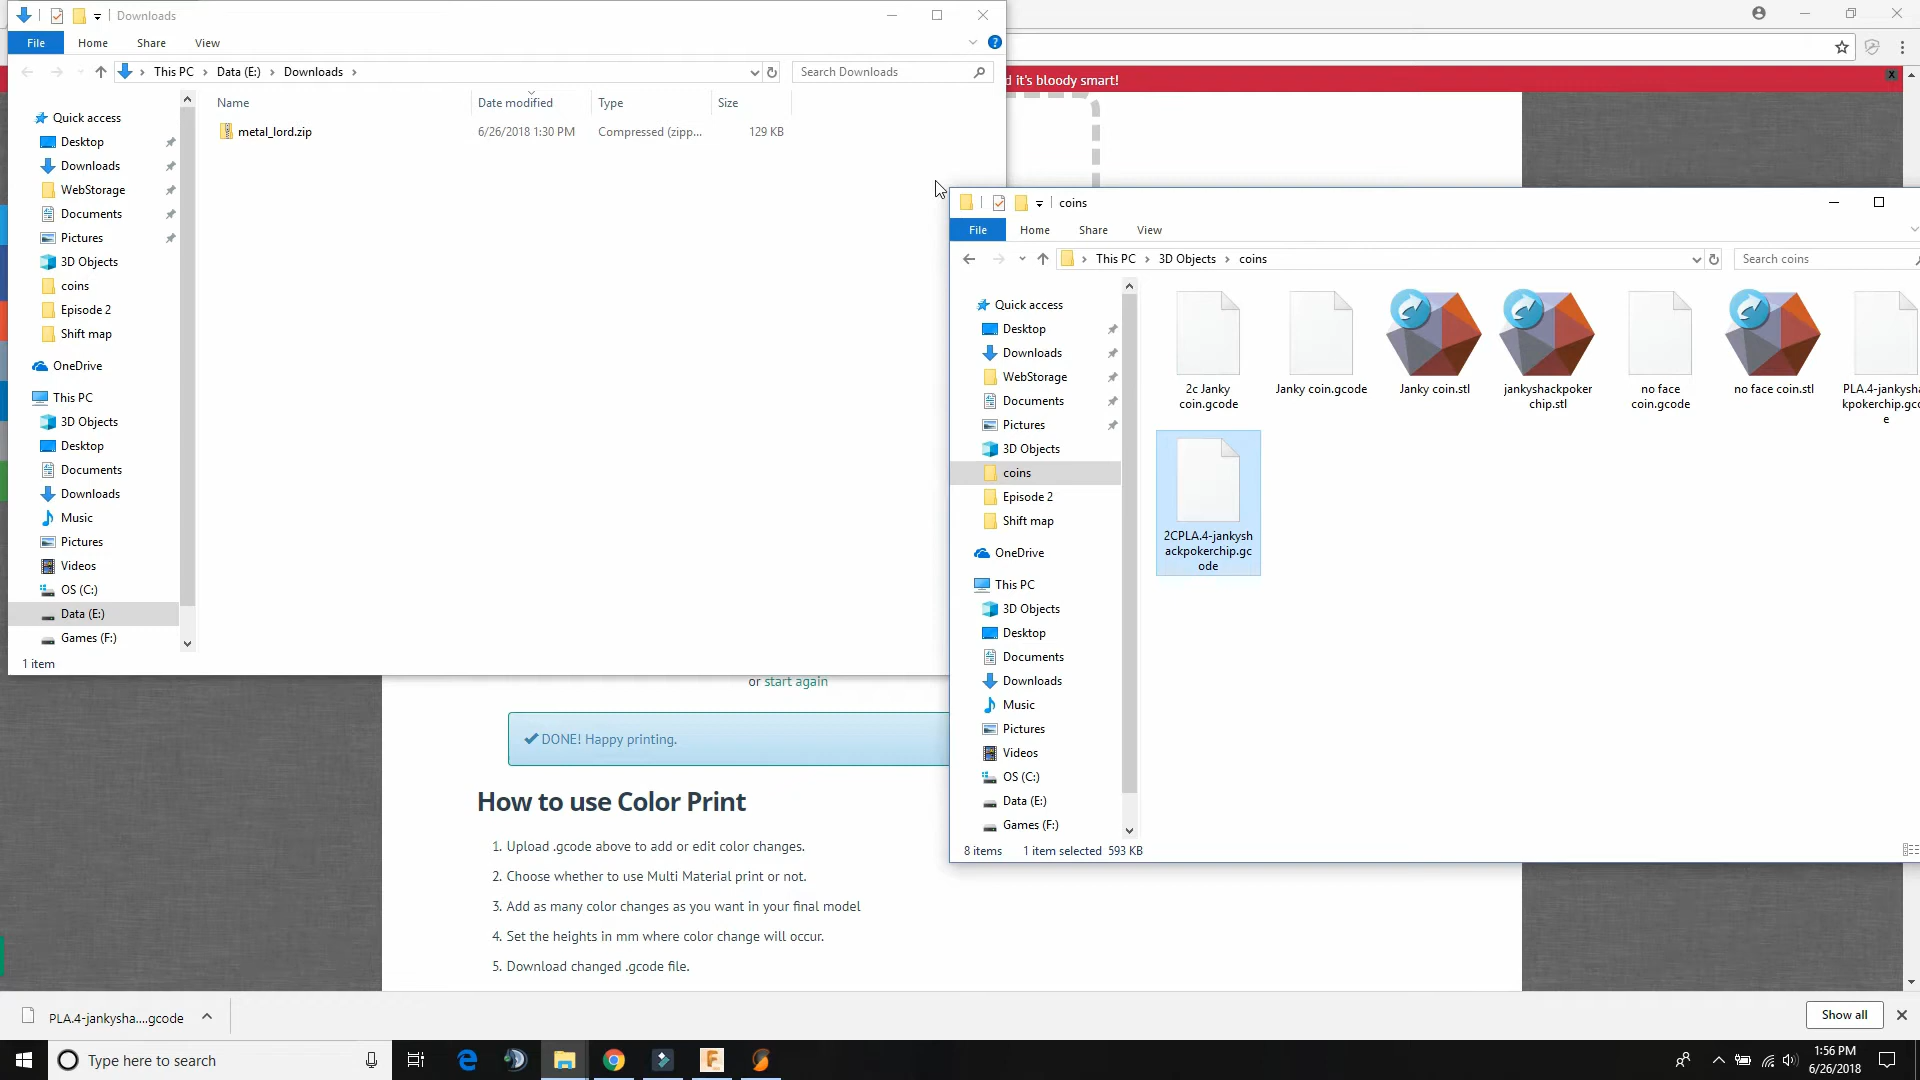 Downloads
File Home Share View
This PC Data (E:) Downloads
Search Downloads
Name Date modified Type Size
metal_lord.zip 6/26/2018 1:30 PM Compressed (zipp... 129 KB
Quick access
Desktop
Downloads
WebStorage
Documents
Pictures
3D Objects
coins
Episode 2
Shift map
OneDrive
This PC
3D Objects
Desktop
Documents
Downloads
Music
Pictures
Videos
OS (C:)
Data (E:)
Games (F:)
1 item
it's bloody smart!
x
coins
File Home Share View
This PC 3D Objects coins
Search coins
Quick access
Desktop
Downloads
WebStorage
Documents
Pictures
3D Objects
coins
Episode 2
Shift map
OneDrive
This PC
3D Objects
Desktop
Documents
Downloads
Music
Pictures
Videos
OS (C:)
Data (E:)
Games (F:)
2c Janky
coin.gcode
Janky coin.gcode
Janky coin.stl
jankyshackpoker
chip.stl
no face
coin.gcode
no face coin.stl
PLA.4-jankysha
kpokerchip.gco
e
2CPLA.4-jankysh
ackpokerchip.gc
ode
8 items 1 item selected 593 KB
or start again
DONE! Happy printing.
How to use Color Print
1. Upload .gcode above to add or edit color changes.
2. Choose whether to use Multi Material print or not.
3. Add as many color changes as you want in your final model
4. Set the heights in mm where color change will occur.
5. Download changed .gcode file.
PLA.4-jankysha....gcode
Show all
Type here to search
1:56 PM
6/26/2018